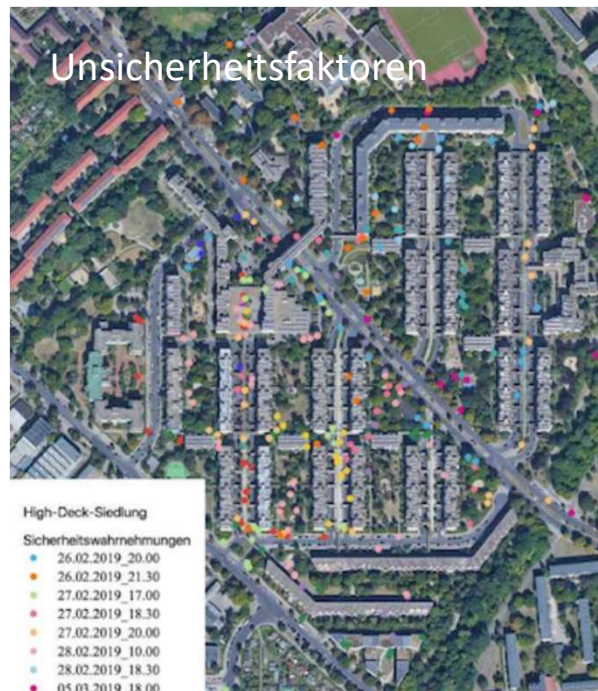 Unsicherheitsfaktoren
High-Deck-Siedlung
Sicherheitswahrnehmungen
26.02.2019_20.00
26.02.2019_21.30
27.02.2019_17.00
27.02.2019_18.30
27.02.2019_20.00
28.02.2019_10.00
28.02.2019_18.30
05.03.2019_18.00